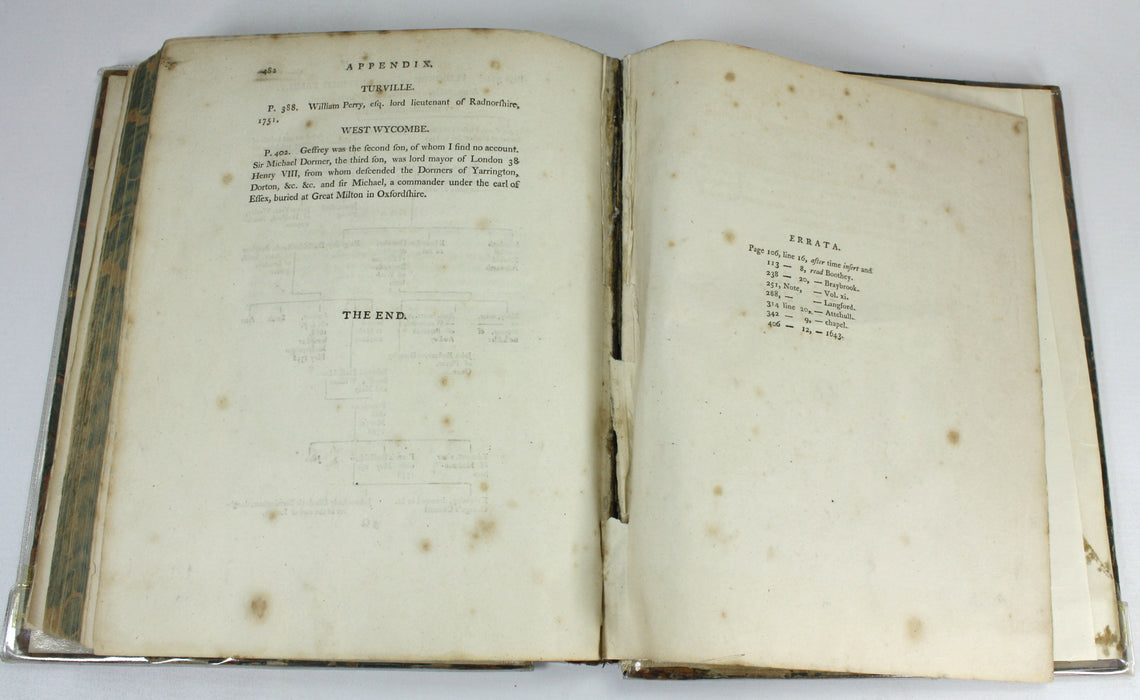 482
APPENDIX.
TURVILLE.
P. 388. William Perry, eſq. lord lieutenant of Radnorſhire,
1751.
WEST WYCOMBE.
P. 402. Geffrey was the ſecond ſon, of whom I find no account.
Sir Michael Dormer, the third ſon, was lord mayor of London 38
Henry VIII, from whom deſcended the Dormers of Yarrington,
Dorton, &c. &c. and ſir Michael, a commander under the earl of
Eſſex, buried at Great Milton in Oxfordſhire.
THE END.
ERRATA.
Page 106, line 16, after time inſert and
113 — 8, read Boothey.
238 — 20, — Braybrook.
251, Note, — Vol. xi.
288, — — Langford.
314 line 20, — Attehull.
342 — 9, — chapel.
406 — 12, — 1643.